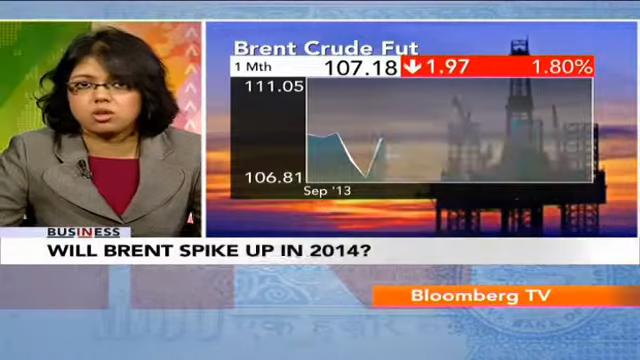 Brent Crude Fut
1 Mth 107.18 1.97 1.80%
111.05
106.81
Sep '13
BUSINESS
WILL BRENT SPIKE UP IN 2014?
Bloomberg TV